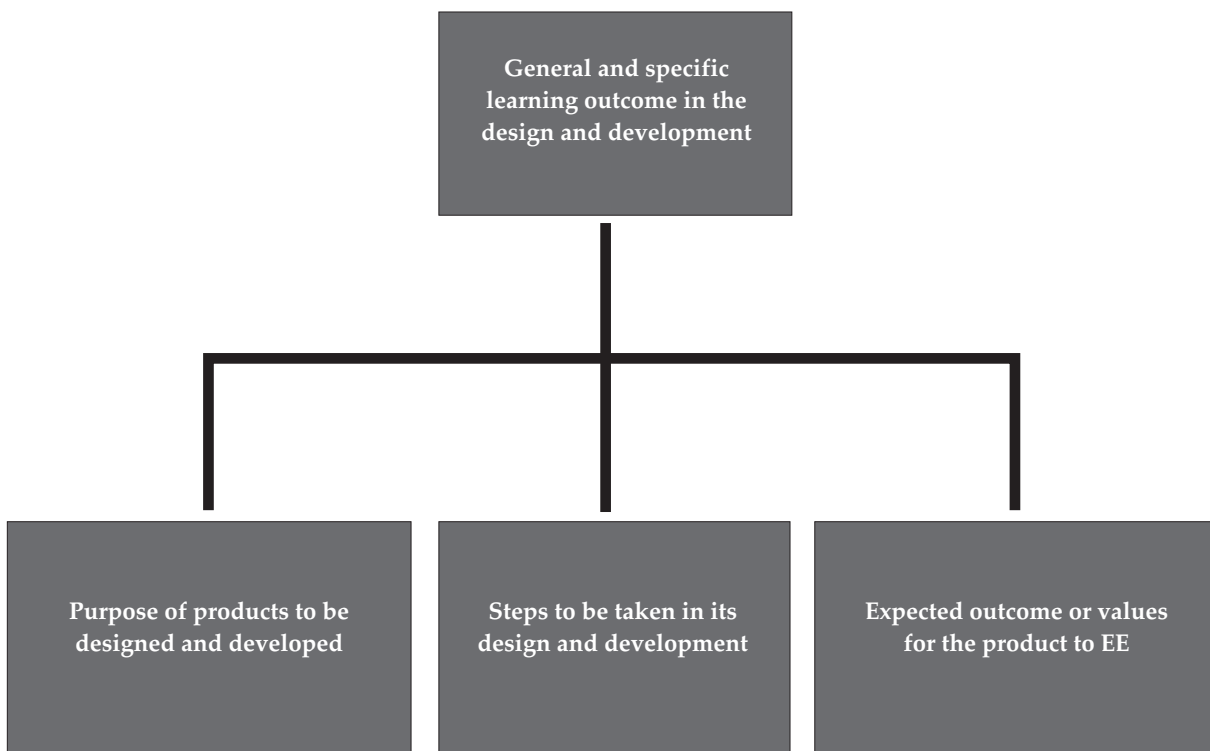 General and specific
learning outcome in the
design and development
Purpose of products to be
designed and developed
Steps to be taken in its
design and development
Expected outcome or values
for the product to EE